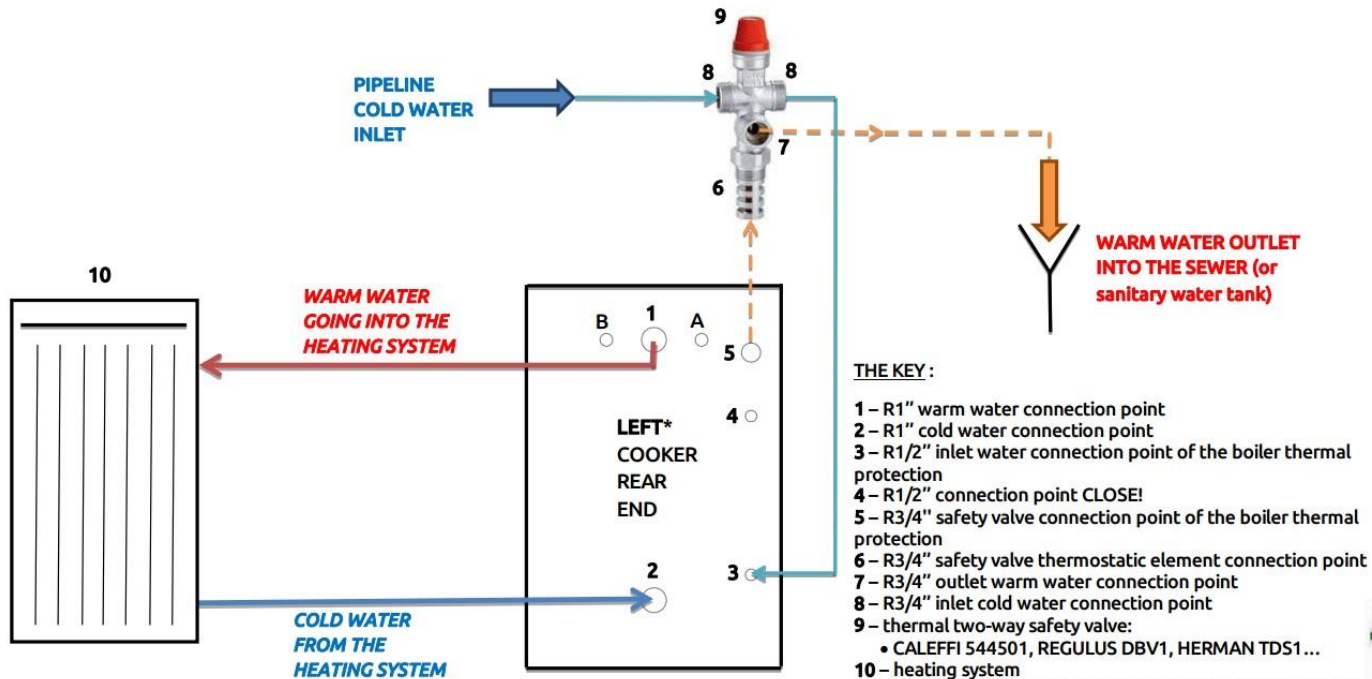 9
8
8
PIPELINE
COLD WATER
INLET
7
6
WARM WATER OUTLET
INTO THE SEWER (or
sanitary water tank)
10
WARM WATER
GOING INTO THE
HEATING SYSTEM
B
1
A
5
4
LEFT*
COOKER
REAR
END
3
2
COLD WATER
FROM THE
HEATING SYSTEM
THE KEY :
1 – R1" warm water connection point
2 – R1" cold water connection point
3 – R1/2" inlet water connection point of the boiler thermal
protection
4 – R1/2" connection point CLOSE!
5 – R3/4" safety valve connection point of the boiler thermal
protection
6 – R3/4" safety valve thermostatic element connection point
7 – R3/4" outlet warm water connection point
8 – R3/4" inlet cold water connection point
9 – thermal two-way safety valve:
• CALEFFI 544501, REGULUS DBV1, HERMAN TDS1...
10 – heating system